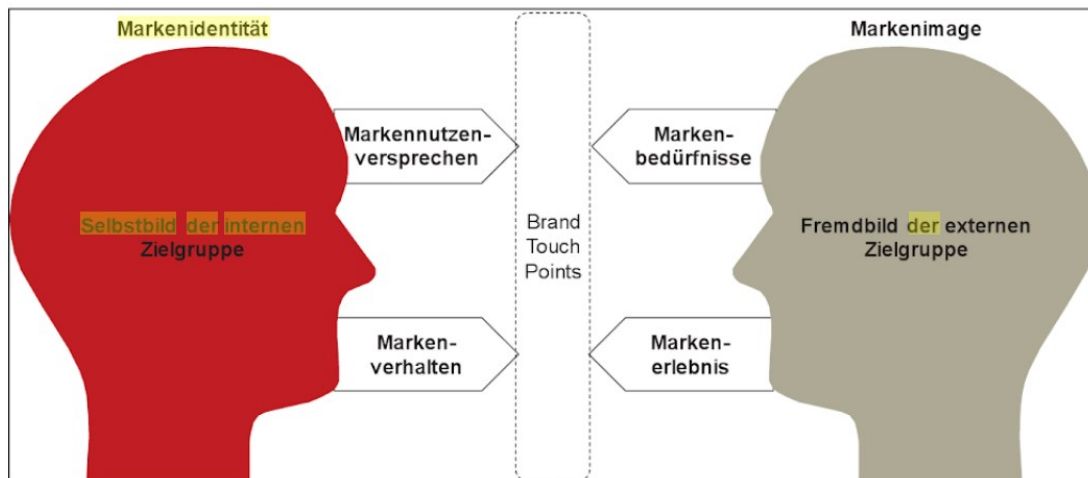 Markenidentität
Markenimage
Markennutzen-
versprechen
Marken-
bedürfnisse
Selbstbild der internen
Zielgruppe
Brand
Touch
Points
Fremdbild der externen
Zielgruppe
Marken-
verhalten
Marken-
erlebnis